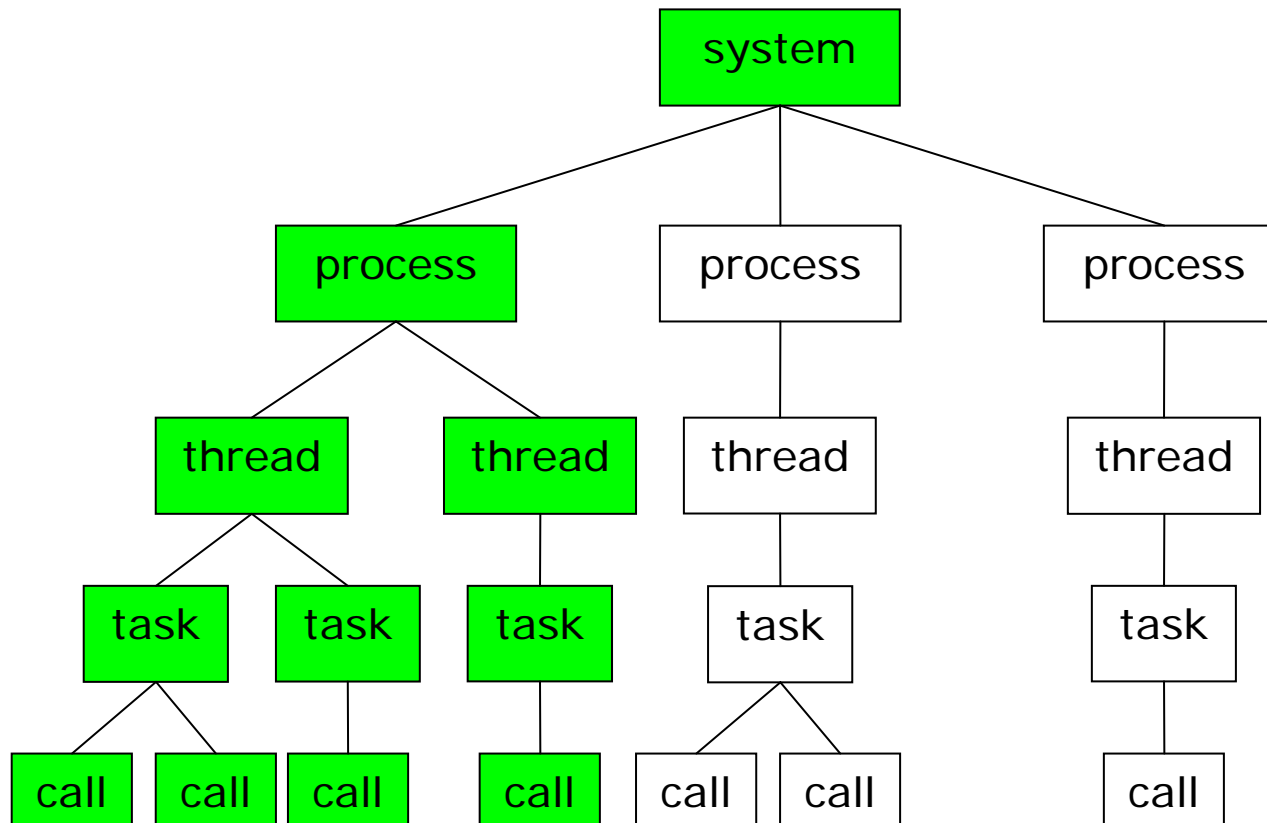 system
process process process
thread thread thread thread
task task task task task
call call call call call call call